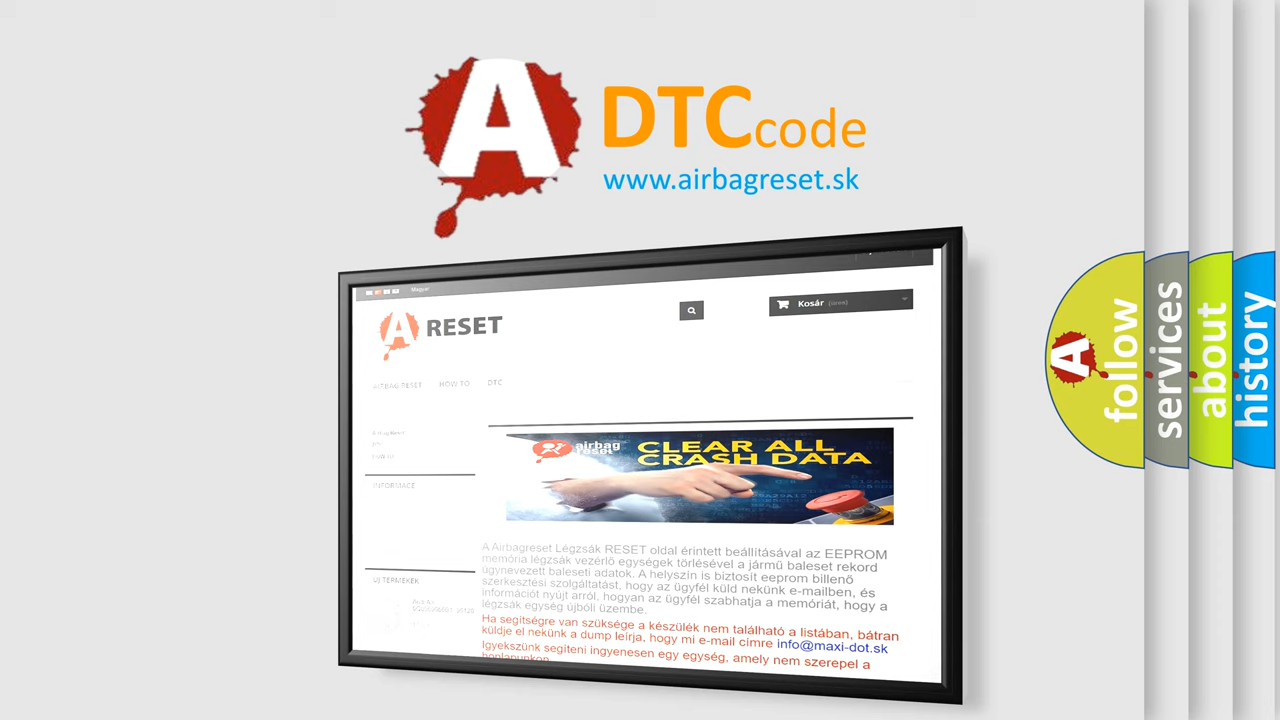 A
DTC code
www.airbagreset.sk
Magyar
Kosár (üres)
A RESET
AIRBAG RESET HOW TO DTC
INFORMACE
airbag
reset
CLEAR ALL
CRASH DATA
A Airbagreset Légzsák RESET oldal érintett beállításával az EEPROM
memória légzsák vezérlő egységek törlésével a jármű baleset rekord
úgynevezett baleseti adatok. A helyszín is biztosít eeprom billenő
szerkesztési szolgáltatást, hogy az ügyfél küld nekünk e-mailben, és
információt nyújt arról, hogyan az ügyfél szabhatja a memóriát, hogy a
légzsák egység újbóli üzembe.
ÚJ TERMÉKEK
Ha segítségre van szüksége a készülék nem található a listában, bátran
küldje el nekünk a dump leírja, hogy mi e-mail címre info@maxi-dot.sk
Igyekszünk segíteni ingyenesen egy egység, amely nem szerepel a
honlapunkon
A
follow
services
about
history